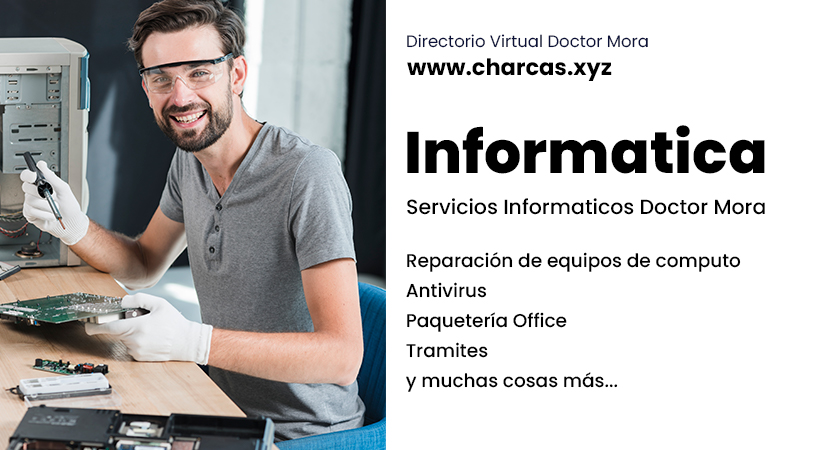 Directorio Virtual Doctor Mora
www.charcas.xyz
Informatica
Servicios Informaticos Doctor Mora
Reparación de equipos de computo
Antivirus
Paquetería Office
Tramites
y muchas cosas más...